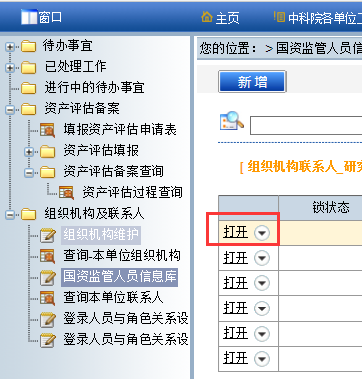 窗口
主页
中科院各单位
待办事宜
已处理工作
进行中的待办事宜
资产评估备案
填报资产评估申请表
资产评估填报
资产评估备案查询
资产评估过程查询
组织机构及联系人
组织机构维护
查询-本单位组织机构
国资监管人员信息库
查询本单位联系人
登录人员与角色关系设
登录人员与角色关系设
您的位置： >国资监管人员信
新增
[ 组织机构联系人_研
锁状态
打开
打开
打开
打开
打开
打开